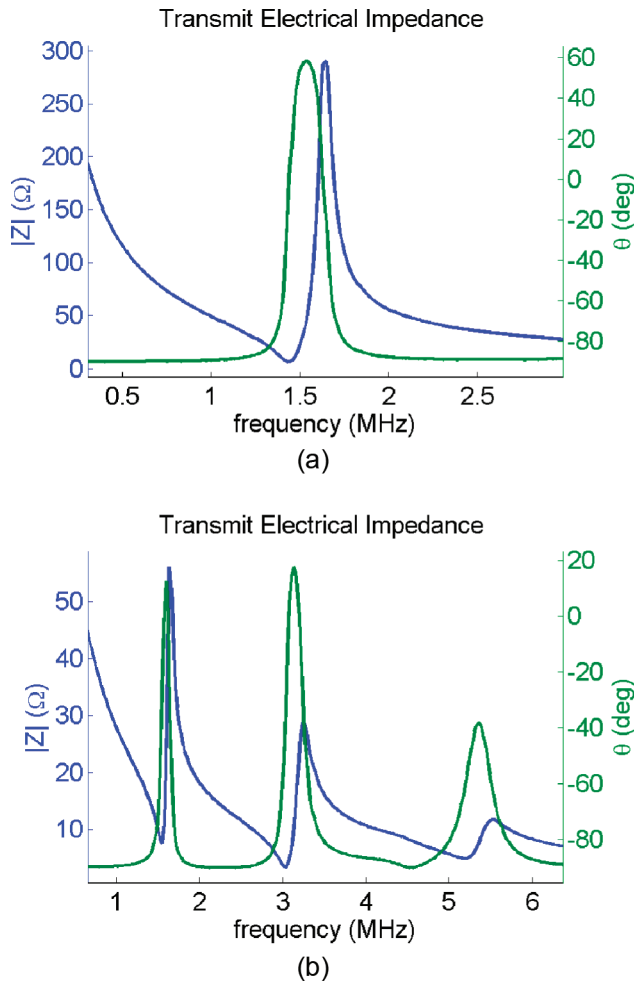 Transmit Electrical Impedance
300
250
200
150
100
50
0
|Z| (Ω)
60
40
20
0
-20
-40
-60
-80
θ (deg)
0.5 1 1.5 2 2.5
frequency (MHz)
(a)
Transmit Electrical Impedance
50
40
30
20
10
|Z| (Ω)
20
0
-20
-40
-60
-80
θ (deg)
1 2 3 4 5 6
frequency (MHz)
(b)